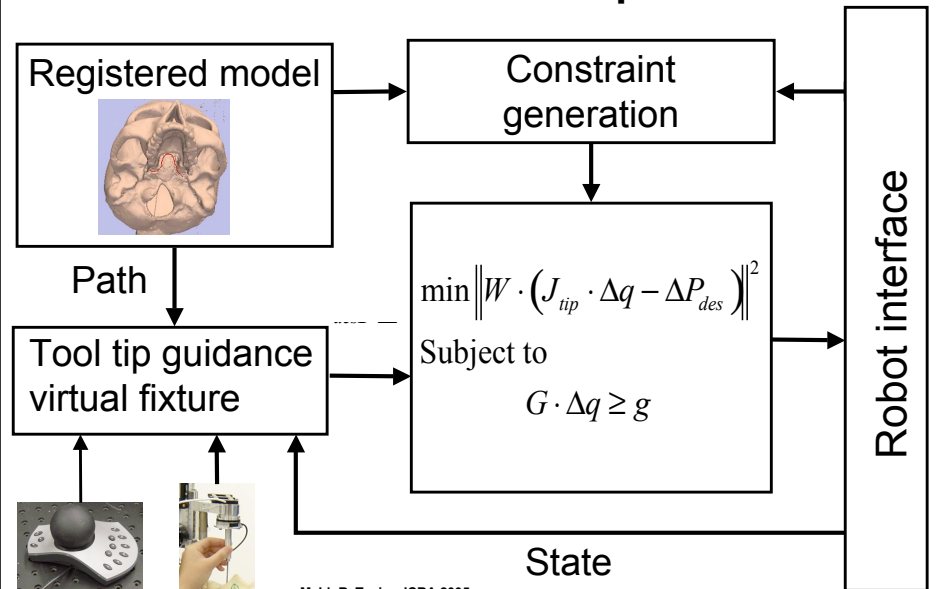 Registered model
Constraint
generation
Path
Tool tip guidance
virtual fixture
min‖W · (J_tip · Δq − ΔP_des)‖²
Subject to
G · Δq ≥ g
Robot interface
State